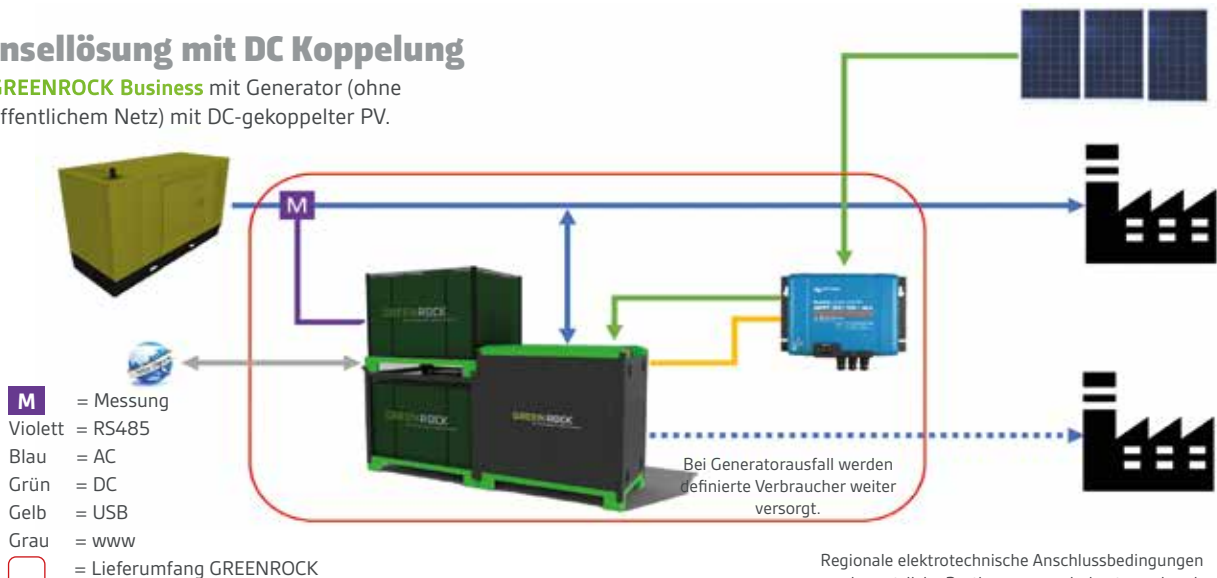 nsellösung mit DC Koppelung
GREENROCK Business mit Generator (ohne
ffentlichem Netz) mit DC-gekoppelter PV.
M
GREENROCK
GREENROCK
GREENROCK
M = Messung
Violett = RS485
Blau = AC
Grün = DC
Gelb = USB
Grau = www
= Lieferumfang GREENROCK
Bei Generatorausfall werden
definierte Verbraucher weiter
versorgt.
Regionale elektrotechnische Anschlussbedingungen